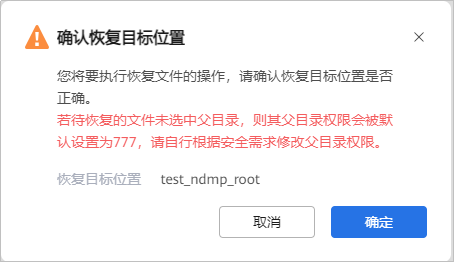 确认恢复目标位置
您将要执行恢复文件的操作，请确认恢复目标位置是否
正确。
若待恢复的文件未选中父目录，则其父目录权限会被默
认设置为777，请自行根据安全需求修改父目录权限。
恢复目标位置 test_ndmp_root
取消 确定